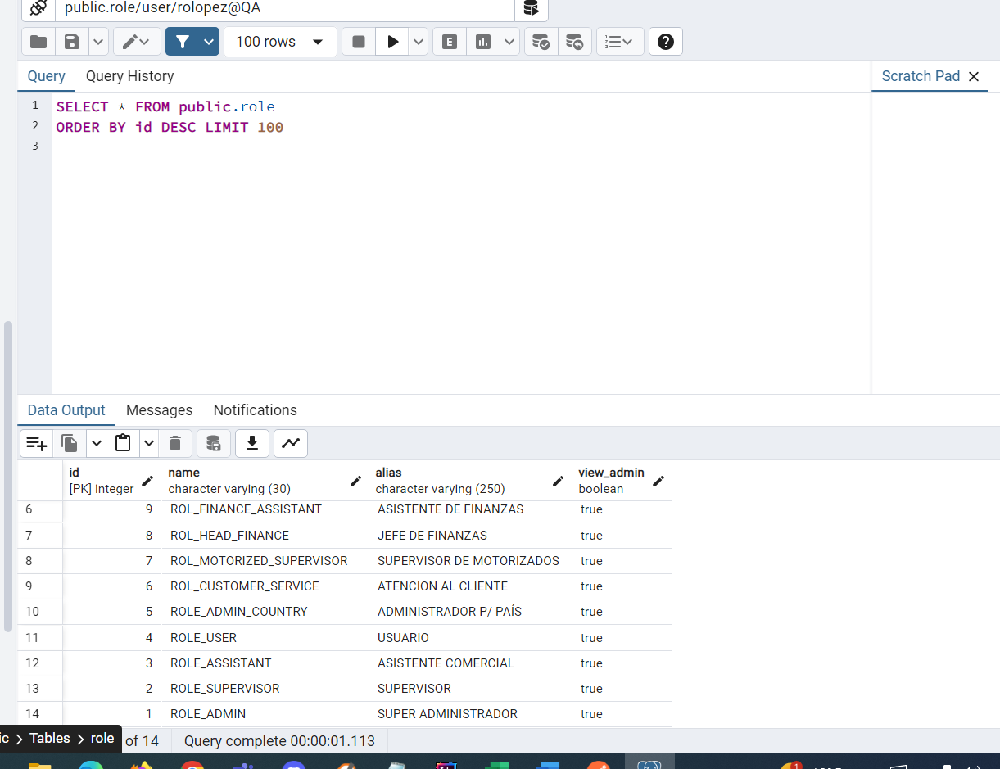 public.role/user/rolopez@QA
100 rows
E
Query Query History Scratch Pad
1 SELECT * FROM public.role
2 ORDER BY id DESC LIMIT 100
3
Data Output Messages Notifications
id name alias view_admin
[PK] integer character varying (30) character varying (250) boolean
6 9 ROL_FINANCE_ASSISTANT ASISTENTE DE FINANZAS true
7 8 ROL_HEAD_FINANCE JEFE DE FINANZAS true
8 7 ROL_MOTORIZED_SUPERVISOR SUPERVISOR DE MOTORIZADOS true
9 6 ROL_CUSTOMER_SERVICE ATENCION AL CLIENTE true
10 5 ROLE_ADMIN_COUNTRY ADMINISTRADOR P/ PAÍS true
11 4 ROLE_USER USUARIO true
12 3 ROLE_ASSISTANT ASISTENTE COMERCIAL true
13 2 ROLE_SUPERVISOR SUPERVISOR true
14 1 ROLE_ADMIN SUPER ADMINISTRADOR true
ic > Tables > role of 14 Query complete 00:00:01.113
1